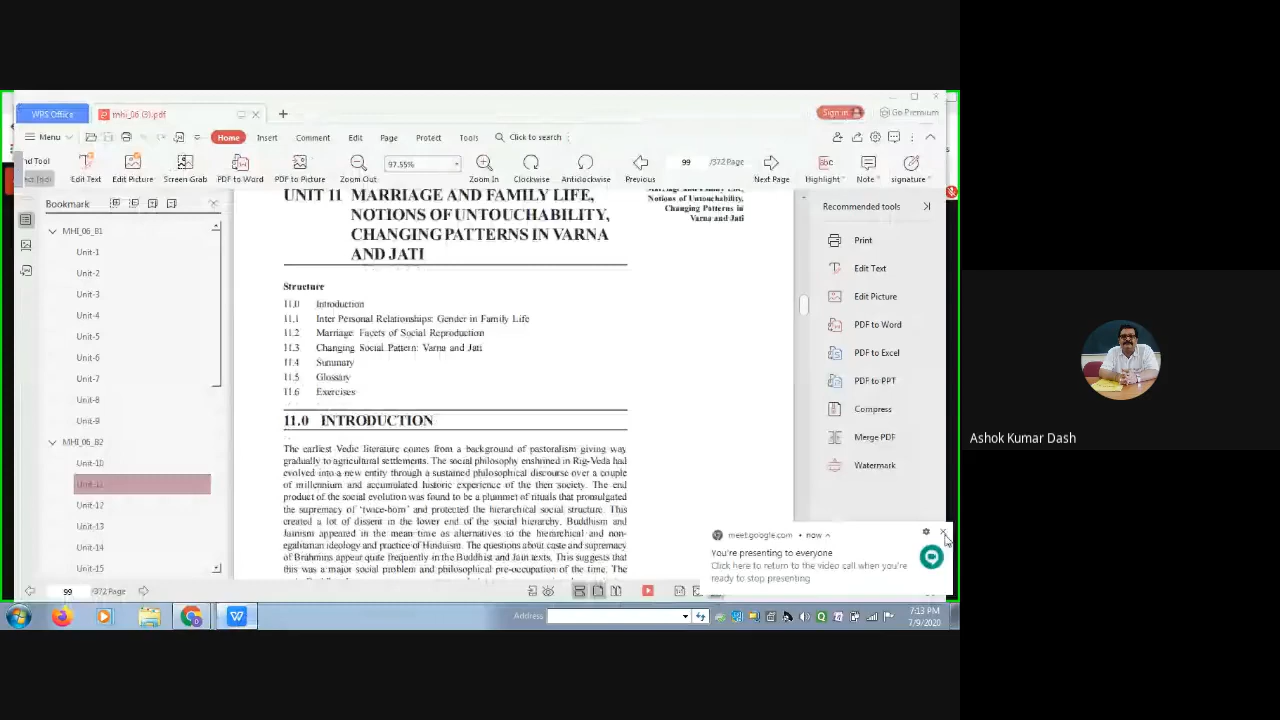 WPS Office
mhi_06 (3).pdf
Sign in
Go Premium
Menu
Home
Insert
Comment
Edit
Page
Protect
Tools
Click to search
nd Tool
97.55%
99
/372 Page
Edit Text
Edit Picture
Screen Grab
PDF to Word
PDF to Picture
Zoom Out
Zoom In
Clockwise
Anticlockwise
Previous
Next Page
Highlight
Note
signature
Bookmark
MHI_06_B1
Unit-1
Unit-2
Unit-3
Unit-4
Unit-5
Unit-6
Unit-7
Unit-8
Unit-9
MHI_06_B2
Unit-10
Unit-11
Unit-12
Unit-13
Unit-14
Unit-15
UNIT 11 MARRIAGE AND FAMILY LIFE,
NOTIONS OF UNTOUCHABILITY,
CHANGING PATTERNS IN VARNA
AND JATI
Marriage and Family Life,
Notions of Untouchability,
Changing Patterns in
Varna and Jati
Structure
11.0 Introduction
11.1 Inter Personal Relationships: Gender in Family Life
11.2 Marriage Facets of Social Reproduction
11.3 Changing Social Pattern: Varna and Jati
11.4 Summary
11.5 Glossary
11.6 Exercises
11.0 INTRODUCTION
The earliest Vedic literature comes from a background of pastoralism giving way
gradually to agricultural settlements. The social philosophy enshrined in Rig-Veda had
evolved into a new entity through a sustained philosophical discourse over a couple
of millennium and accumulated historic experience of the then society. The end
product of the social evolution was found to be a plummet of rituals that promulgated
the supremacy of 'twice-born' and protected the hierarchical social structure. This
created a lot of dissent in the lower end of the social hierarchy. Buddhism and
Jainism appeared in the mean time as alternatives to the hierarchical and non-
egalitarian ideology and practice of Hinduism. The questions about caste and supremacy
of Brahmins appear quite frequently in the Buddhist and Jain texts. This suggests that
this was a major social problem and philosophical pre-occupation of the time. The
Recommended tools
Print
Edit Text
Edit Picture
PDF to Word
PDF to Excel
PDF to PPT
Compress
Merge PDF
Watermark
meet.google.com • now
You're presenting to everyone
Click here to return to the video call when you're
ready to stop presenting
99
/372 Page
Address
7:13 PM
7/9/2020
Ashok Kumar Dash